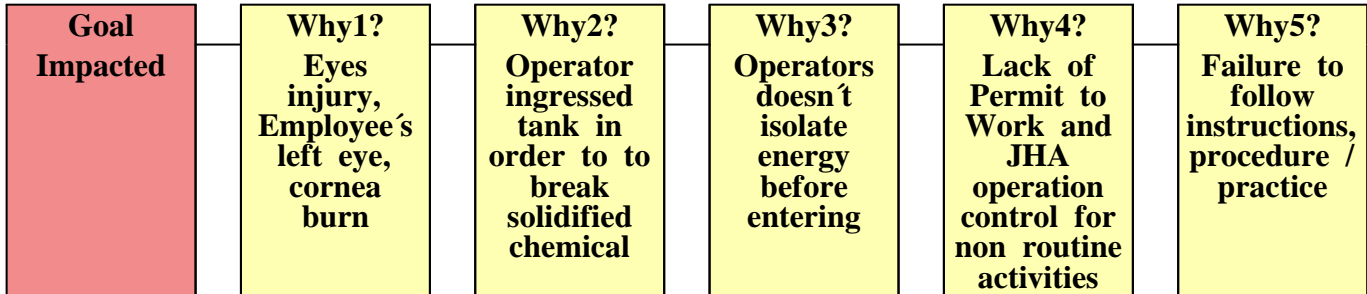 Goal
Impacted
Why1?
Eyes
injury,
Employee´s
left eye,
cornea
burn
Why2?
Operator
ingressed
tank in
order to to
break
solidified
chemical
Why3?
Operators
doesn´t
isolate
energy
before
entering
Why4?
Lack of
Permit to
Work and
JHA
operation
control for
non routine
activities
Why5?
Failure to
follow
instructions,
procedure /
practice